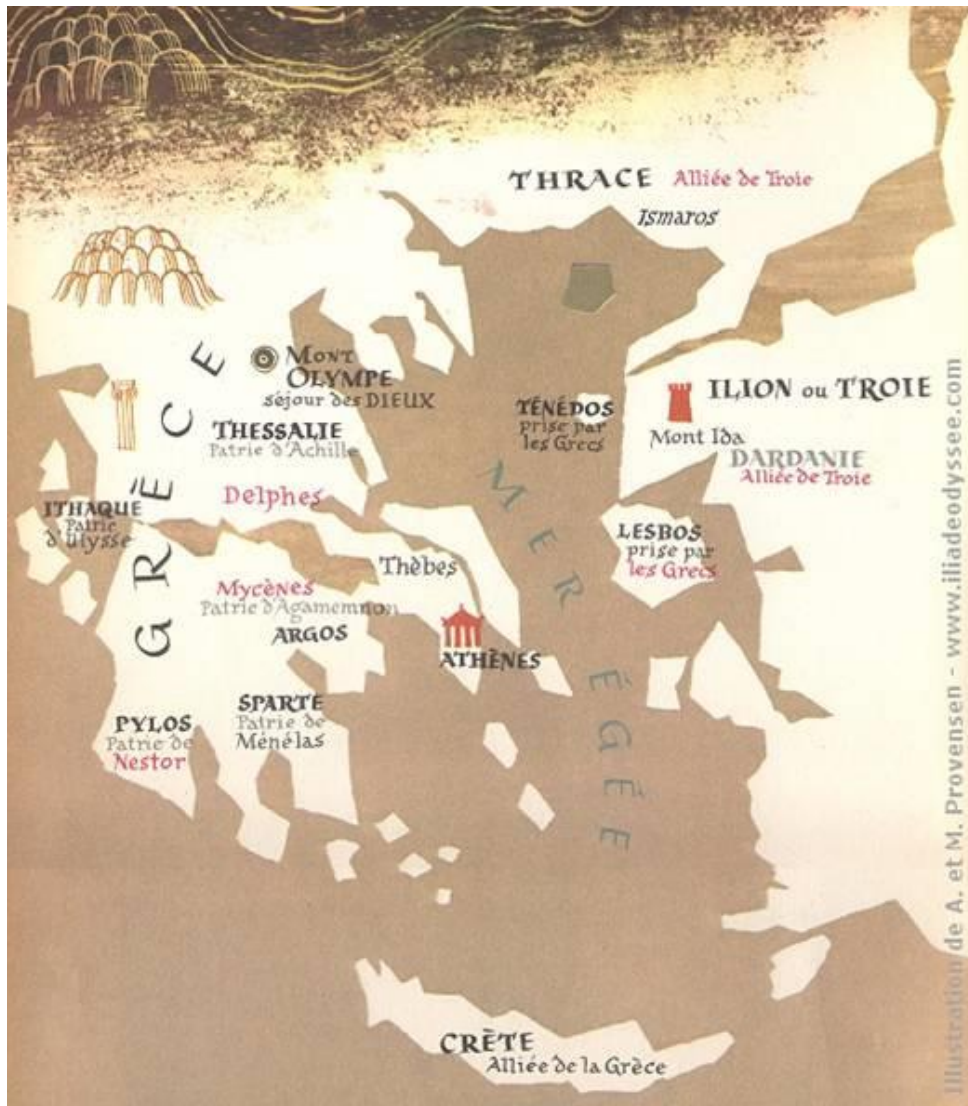 THRACE Alliée de Troie
Ismaros
MONT
OLYMPE
séjour des DIEUX
THESSALIE
Patrie d'Achille
TÉNÉDOS
prise par
les Grecs
ILION ou TROIE
Mont Ida
DARDANIE
Alliée de Troie
GRÈCE
Delphes
ITHAQUE
Patrie
d'Ulysse
MER ÉGÉE
LESBOS
prise par
les Grecs
Thèbes
Mycènes
Patrie d'Agamemnon
ARGOS
ATHÈNES
SPARTE
Patrie de
Ménélas
PYLOS
Patrie de
Nestor
CRÈTE
Alliée de la Grèce
Illustration de A. et M. Provensen - www.iliadeodyssee.com